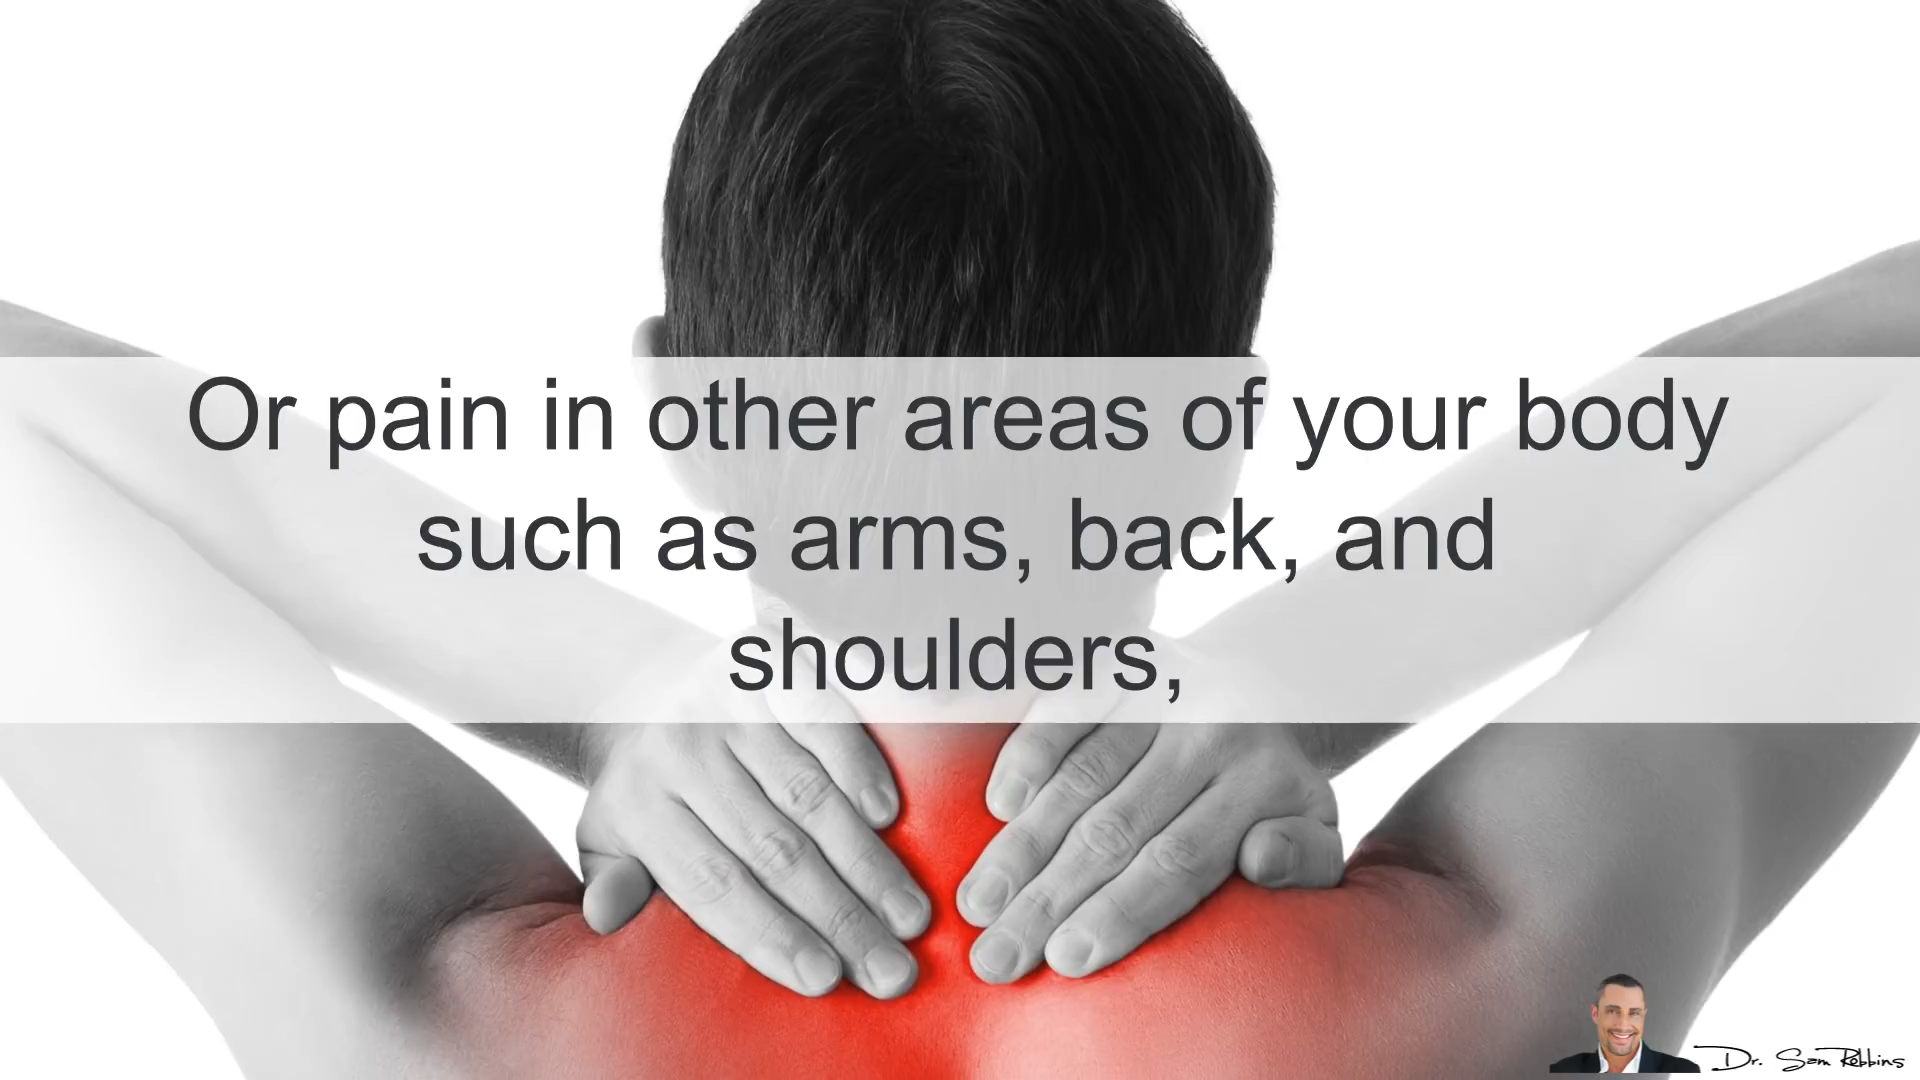 Or pain in other areas of your body
such as arms, back, and
shoulders,
Dr. Sam Robbins